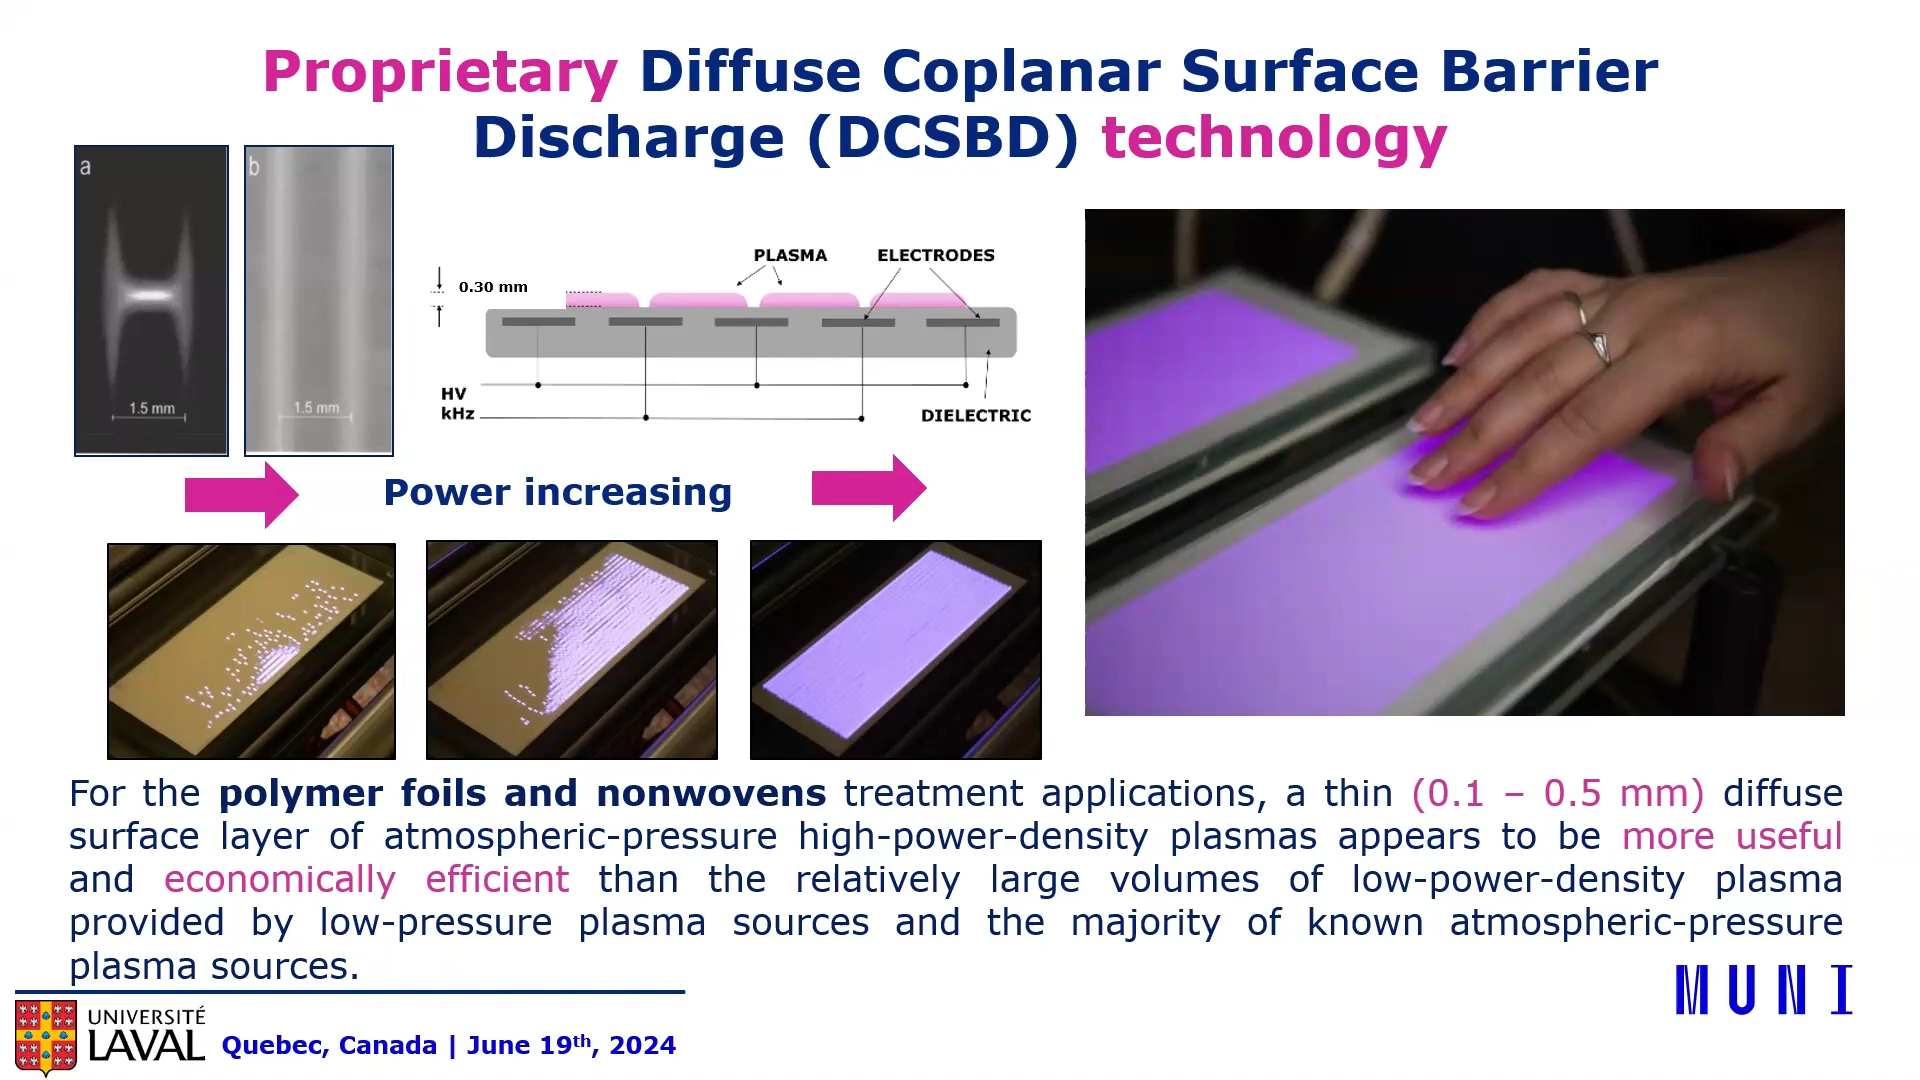 Proprietary Diffuse Coplanar Surface Barrier
Discharge (DCSBD) technology
a
b
1.5 mm
1.5 mm
PLASMA
ELECTRODES
0.30 mm
HV
kHz
DIELECTRIC
Power increasing
For the polymer foils and nonwovens treatment applications, a thin (0.1 – 0.5 mm) diffuse
surface layer of atmospheric-pressure high-power-density plasmas appears to be more useful
and economically efficient than the relatively large volumes of low-power-density plasma
provided by low-pressure plasma sources and the majority of known atmospheric-pressure
plasma sources.
MUNI
UNIVERSITÉ
LAVAL
Quebec, Canada | June 19th, 2024